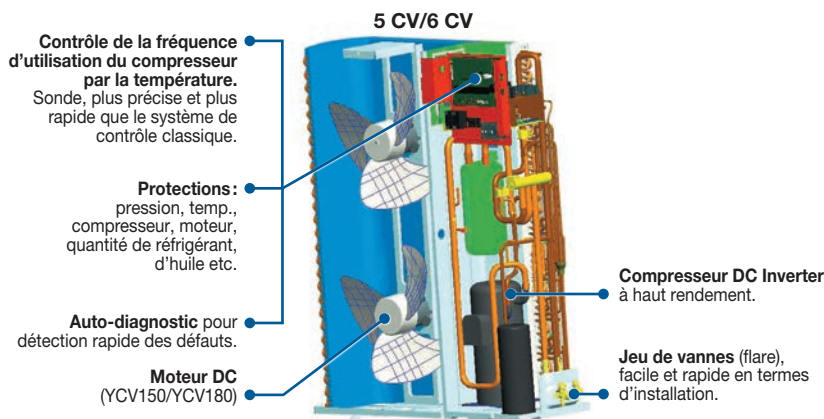 5 CV/6 CV
Contrôle de la fréquence
d'utilisation du compresseur
par la température.
Sonde, plus précise et plus
rapide que le système de
contrôle classique.
Protections:
pression, temp.,
compresseur, moteur,
quantité de réfrigérant,
d'huile etc.
Auto-diagnostic pour
détection rapide des défauts.
Moteur DC
(YCV150/YCV180)
Compresseur DC Inverter
à haut rendement.
Jeu de vannes (flare),
facile et rapide en termes
d'installation.